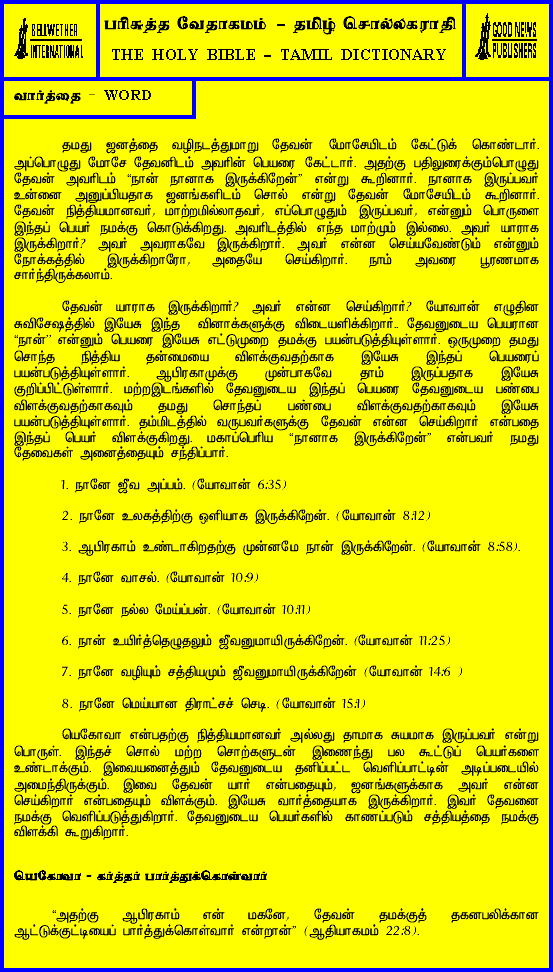 BELLWETHER
INTERNATIONAL
பரிசுத்த வேதாகமம் – தமிழ் சொல்லகராதி
THE HOLY BIBLE – TAMIL DICTIONARY
GOOD NEWS
PUBLISHERS
வார்த்தை - WORD
தமது ஜனத்தை வழிநடத்துமாறு தேவன் மோசேயிடம் கேட்டுக் கொண்டார்.
அப்பொழுது மோசே தேவனிடம் அவரின் பெயரை கேட்டார். அதற்கு பதிலுரைக்கும்பொழுது
தேவன் அவரிடம் “நான் நானாக இருக்கிறேன்” என்று கூறினார். நானாக இருப்பவர்
உன்னை அனுப்பியதாக ஜனங்களிடம் சொல் என்று தேவன் மோசேயிடம் கூறினார்.
தேவன் நித்தியமானவர், மாற்றமில்லாதவர், எப்பொழுதும் இருப்பவர், என்னும் பொருளை
இந்தப் பெயர் நமக்கு கொடுக்கிறது. அவரிடத்தில் எந்த மாற்மும் இல்லை. அவர் யாராக
இருக்கிறார்? அவர் அவராகவே இருக்கிறார். அவர் என்ன செய்யவேண்டும் என்னும்
நோக்கத்தில் இருக்கிறாரோ, அதையே செய்கிறார். நாம் அவரை பூரணமாக
சார்ந்திருக்கலாம்.
தேவன் யாராக இருக்கிறார்? அவர் என்ன செய்கிறார்? யோவான் எழுதின
சுவிசேஷத்தில் இயேசு இந்த வினாக்களுக்கு விடையளிக்கிறார்.. தேவனுடைய பெயரான
“நான்’’ என்னும் பெயரை இயேசு எட்டுமுறை தமக்கு பயன்படுத்தியுள்ளார். ஒருமுறை தமது
சொந்த நித்திய தன்மையை விளக்குவதற்காக இயேசு இந்தப் பெயரைப்
பயன்படுத்தியுள்ளார். ஆபிரகாமுக்கு முன்பாகவே தாம் இருப்பதாக இயேசு
குறிப்பிட்டுள்ளார். மற்றஇடங்களில் தேவனுடைய இந்தப் பெயரை தேவனுடைய பண்பை
விளக்குவதற்காகவும் தமது சொந்தப் பண்பை விளக்குவதற்காகவும் இயேசு
பயன்படுத்தியுள்ளார். தம்மிடத்தில் வருபவர்களுக்கு தேவன் என்ன செய்கிறார் என்பதை
இந்தப் பெயர் விளக்குகிறது. மகாப்பெரிய “நானாக இருக்கிறேன்” என்பவர் நமது
தேவைகள் அனைத்தையும் சந்திப்பார்.
1. நானே ஜீவ அப்பம். (யோவான் 6:35)
2. நானே உலகத்திற்கு ஒளியாக இருக்கிறேன். (யோவான் 8:12)
3. ஆபிரகாம் உண்டாகிறதற்கு முன்னமே நான் இருக்கிறேன். (யோவான் 8:58).
4. நானே வாசல். (யோவான் 10:9)
5. நானே நல்ல மேய்ப்பன். (யோவான் 10:11)
6. நான் உயிர்த்தெழுதலும் ஜீவனுமாயிருக்கிறேன். (யோவான் 11:25)
7. நானே வழியும் சத்தியமும் ஜீவனுமாயிருக்கிறேன் (யோவான் 14:6 )
8. நானே மெய்யான திராட்சச் செடி. (யோவான் 15:1)
யெகோவா என்பதற்கு நித்தியமானவர் அல்லது தாமாக சுயமாக இருப்பவர் என்று
பொருள். இந்தச் சொல் மற்ற சொற்களுடன் இணைந்து பல கூட்டுப் பெயர்களை
உண்டாக்கும். இவையனைத்தும் தேவனுடைய தனிப்பட்ட வெளிப்பாட்டின் அடிப்படையில்
அமைந்திருக்கும். இவை தேவன் யார் என்பதையும், ஜனங்களுக்காக அவர் என்ன
செய்கிறார் என்பதையும் விளக்கும். இயேசு வார்த்தையாக இருக்கிறார். இவர் தேவனை
நமக்கு வெளிப்படுத்துகிறார். தேவனுடைய பெயர்களில் காணப்படும் சத்தியத்தை நமக்கு
விளக்கி கூறுகிறார்.
யெகோவா - கர்த்தர் பார்த்துக்கொள்வார்
“அதற்கு ஆபிரகாம் என் மகனே, தேவன் தமக்குத் தகனபலிக்கான
ஆட்டுக்குட்டியைப் பார்த்துக்கொள்வார் என்றான்” (ஆதியாகமம் 22:8).